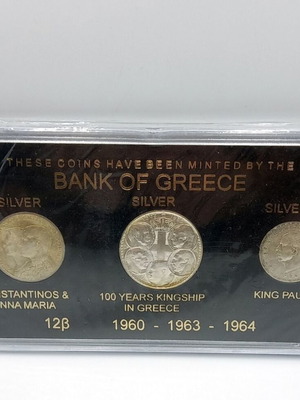 THESE COINS HAVE BEEN MINTED BY THE
BANK OF GREECE
SILVER
SILVER
SILVE
STANTINOS &
NNA MARIA
100 YEARS KINGSHIP
IN GREECE
KING PAU
12β
1960 - 1963 - 1964